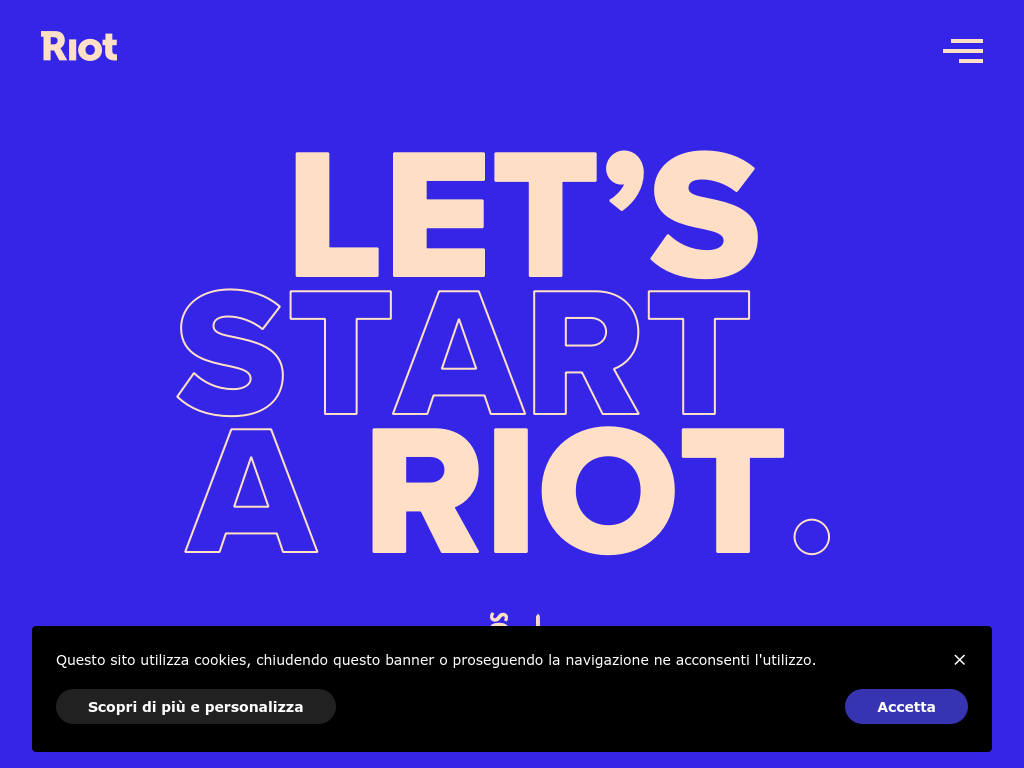 Riot
LET’S
START
A RIOT.
Questo sito utilizza cookies, chiudendo questo banner o proseguendo la navigazione ne acconsenti l'utilizzo.
×
Scopri di più e personalizza
Accetta